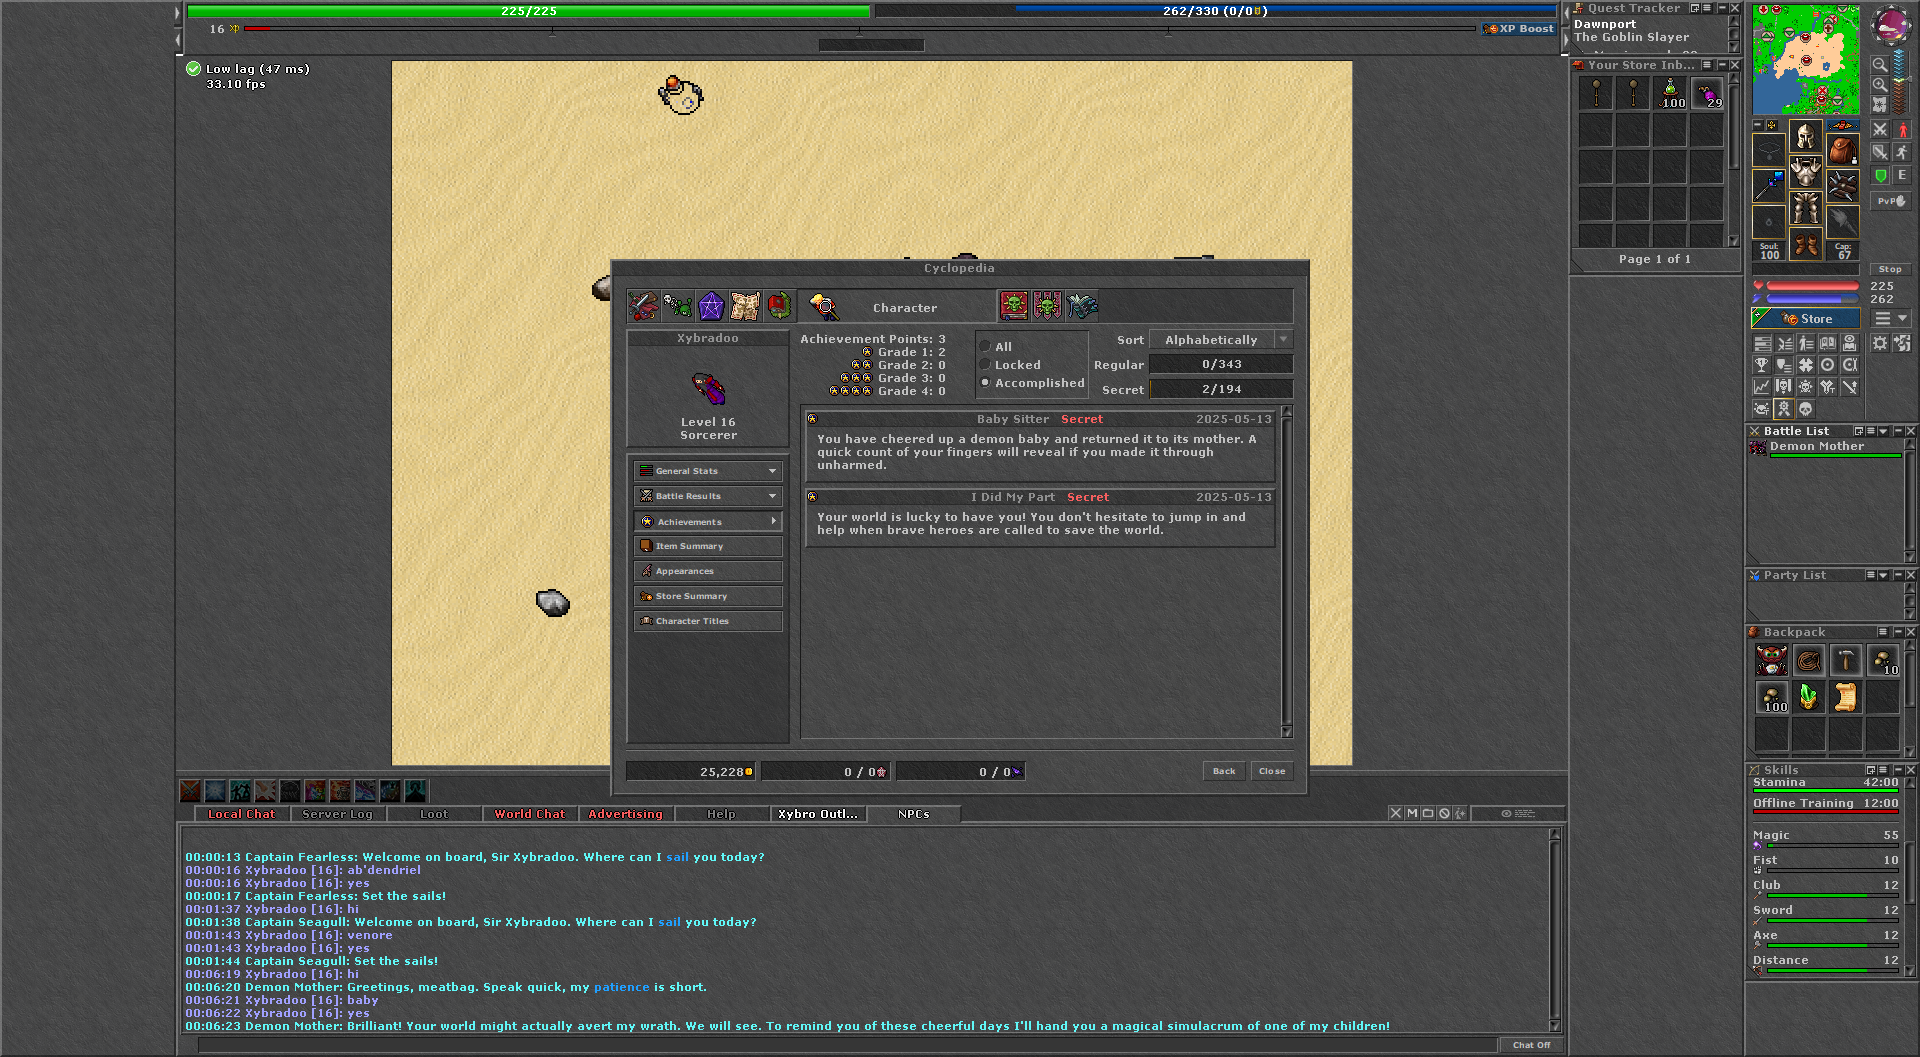 225/225
262/330 (0/0)
16 XP
XP Boost
Low lag (47 ms)
33.10 fps
Quest Tracker
Dawnport
The Goblin Slayer
Your Store Inb...
100
29
Page 1 of 1
Soul:
100
Cap:
67
E
PvP
Stop
225
262
Store
Battle List
Demon Mother
Party List
Backpack
10
100
Skills
Stamina 42:00
Offline Training 12:00
Magic 55
Fist 10
Club 12
Sword 12
Axe 12
Distance 12
Cyclopedia
Character
Xybradoo
Level 16
Sorcerer
General Stats
Battle Results
Achievements
Item Summary
Appearances
Store Summary
Character Titles
Achievement Points: 3
Grade 1: 2
Grade 2: 0
Grade 3: 0
Grade 4: 0
All
Locked
Accomplished
Sort Alphabetically
Regular 0/343
Secret 2/194
Baby Sitter Secret 2025-05-13
You have cheered up a demon baby and returned it to its mother. A
quick count of your fingers will reveal if you made it through
unharmed.
I Did My Part Secret 2025-05-13
Your world is lucky to have you! You don't hesitate to jump in and
help when brave heroes are called to save the world.
25,228
0 / 0
0 / 0
Back
Close
Local Chat
Server Log
Loot
World Chat
Advertising
Help
Xybro Outl...
NPCs
M
00:00:13 Captain Fearless: Welcome on board, Sir Xybradoo. Where can I sail you today?
00:00:16 Xybradoo [16]: ab'dendriel
00:00:16 Xybradoo [16]: yes
00:00:17 Captain Fearless: Set the sails!
00:01:37 Xybradoo [16]: hi
00:01:38 Captain Seagull: Welcome on board, Sir Xybradoo. Where can I sail you today?
00:01:43 Xybradoo [16]: venore
00:01:43 Xybradoo [16]: yes
00:01:44 Captain Seagull: Set the sails!
00:06:19 Xybradoo [16]: hi
00:06:20 Demon Mother: Greetings, meatbag. Speak quick, my patience is short.
00:06:21 Xybradoo [16]: baby
00:06:22 Xybradoo [16]: yes
00:06:23 Demon Mother: Brilliant! Your world might actually avert my wrath. We will see. To remind you of these cheerful days I'll hand you a magical simulacrum of one of my children!
Chat Off